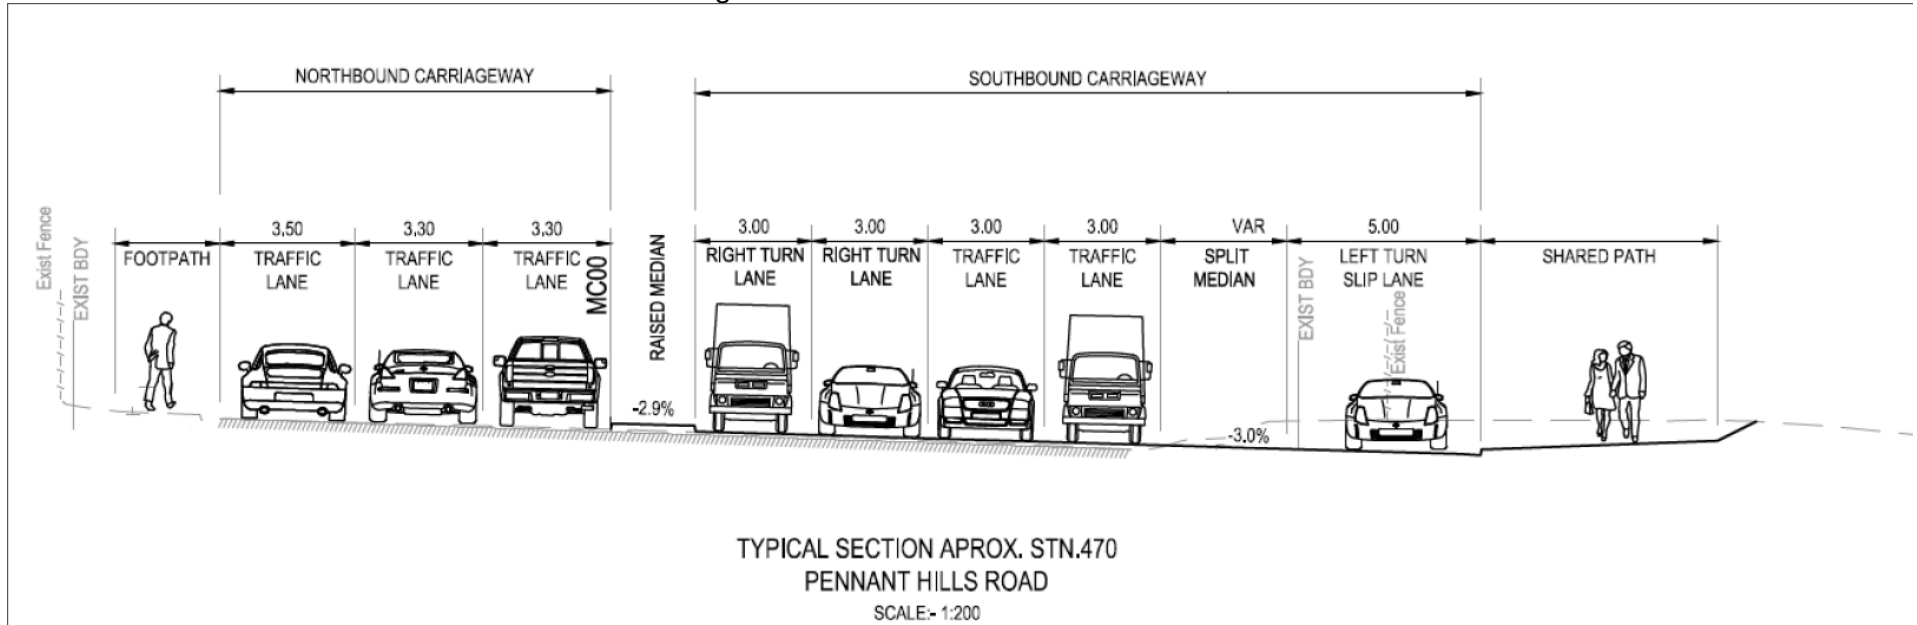 NORTHBOUND CARRIAGEWAY
SOUTHBOUND CARRIAGEWAY
Exist Fence
EXIST BDY
FOOTPATH
3.50
TRAFFIC
LANE
3.30
TRAFFIC
LANE
3.30
TRAFFIC
LANE
MC00
RAISED MEDIAN
3.00
RIGHT TURN
LANE
3.00
RIGHT TURN
LANE
3.00
TRAFFIC
LANE
3.00
TRAFFIC
LANE
VAR
SPLIT
MEDIAN
EXIST BDY
5.00
LEFT TURN
SLIP LANE
Exist Fence
SHARED PATH
-2.9%
-3.0%
TYPICAL SECTION APROX. STN.470
PENNANT HILLS ROAD
SCALE:- 1:200